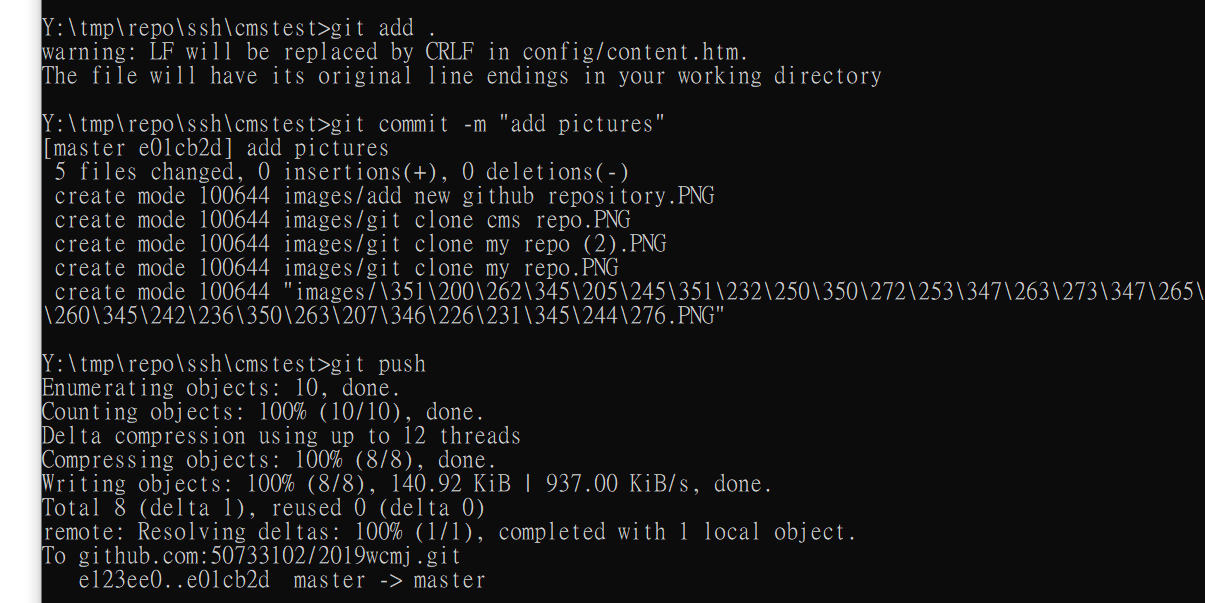 Y:\tmp\repo\ssh\cmstest>git add .
warning: LF will be replaced by CRLF in config/content.htm.
The file will have its original line endings in your working directory
Y:\tmp\repo\ssh\cmstest>git commit -m "add pictures"
[master e01cb2d] add pictures
 5 files changed, 0 insertions(+), 0 deletions(-)
 create mode 100644 images/add new github repository.PNG
 create mode 100644 images/git clone cms repo.PNG
 create mode 100644 images/git clone my repo (2).PNG
 create mode 100644 images/git clone my repo.PNG
 create mode 100644 "images/\351\200\262\345\205\245\351\232\250\350\272\253\347\263\273\347\265\
\260\345\242\236\350\263\207\346\226\231\345\244\276.PNG"
Y:\tmp\repo\ssh\cmstest>git push
Enumerating objects: 10, done.
Counting objects: 100% (10/10), done.
Delta compression using up to 12 threads
Compressing objects: 100% (8/8), done.
Writing objects: 100% (8/8), 140.92 KiB | 937.00 KiB/s, done.
Total 8 (delta 1), reused 0 (delta 0)
remote: Resolving deltas: 100% (1/1), completed with 1 local object.
To github.com:50733102/2019wcmj.git
   e123ee0..e01cb2d  master -> master